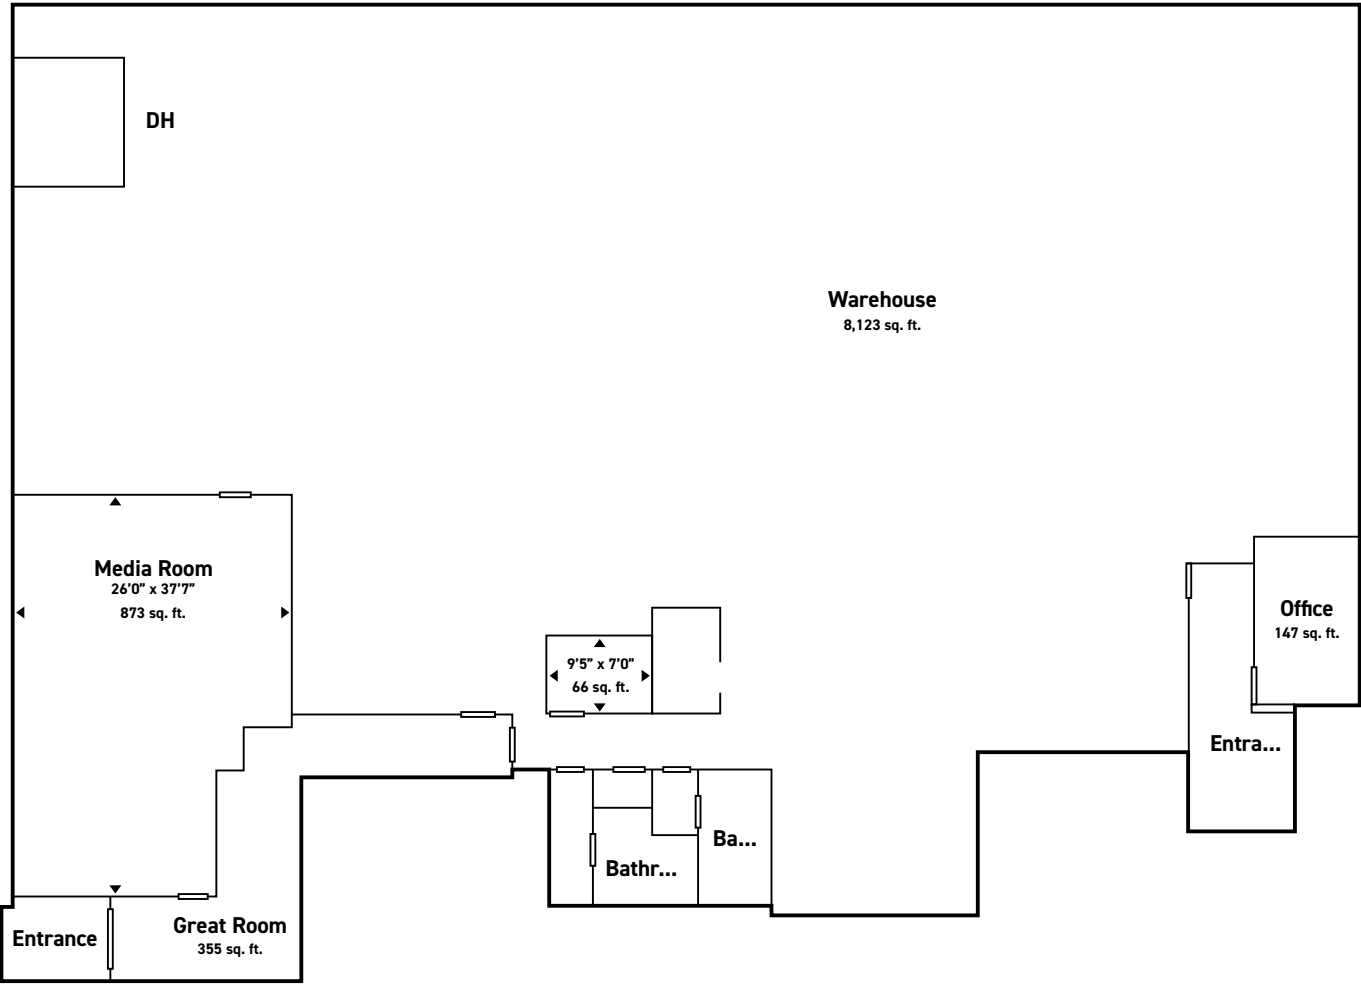 DH
Warehouse
8,123 sq. ft.
Media Room
26'0" x 37'7"
873 sq. ft.
9'5" x 7'0"
66 sq. ft.
Office
147 sq. ft.
Entra...
Ba...
Bathr...
Great Room
355 sq. ft.
Entrance